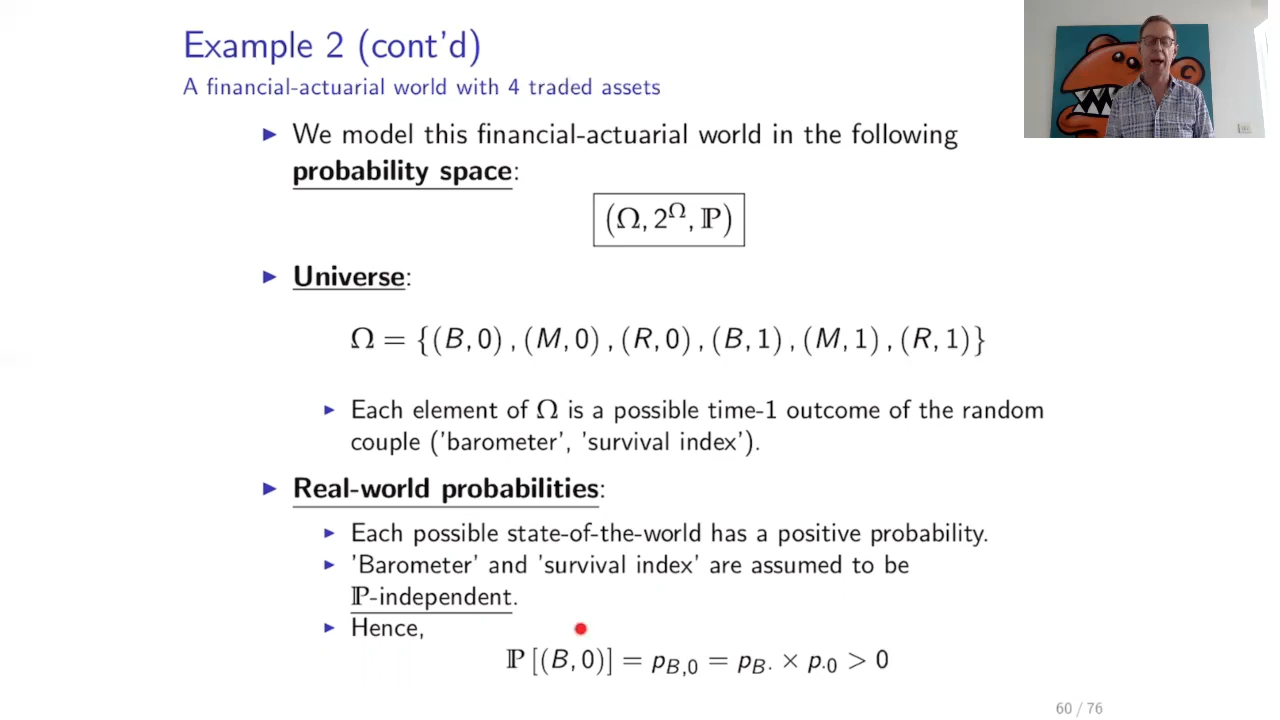 Example 2 (cont'd)
A financial-actuarial world with 4 traded assets
▶ We model this financial-actuarial world in the following
probability space:
(Ω, 2^Ω, ℙ)
▶ Universe:
Ω = {(B, 0) , (M, 0) , (R, 0) , (B, 1) , (M, 1) , (R, 1)}
▶ Each element of Ω is a possible time-1 outcome of the random
couple ('barometer', 'survival index').
▶ Real-world probabilities:
▶ Each possible state-of-the-world has a positive probability.
▶ 'Barometer' and 'survival index' are assumed to be
ℙ-independent.
▶ Hence,
ℙ [(B, 0)] = p_{B,0} = p_{B·} × p_{·0} > 0
60 / 76